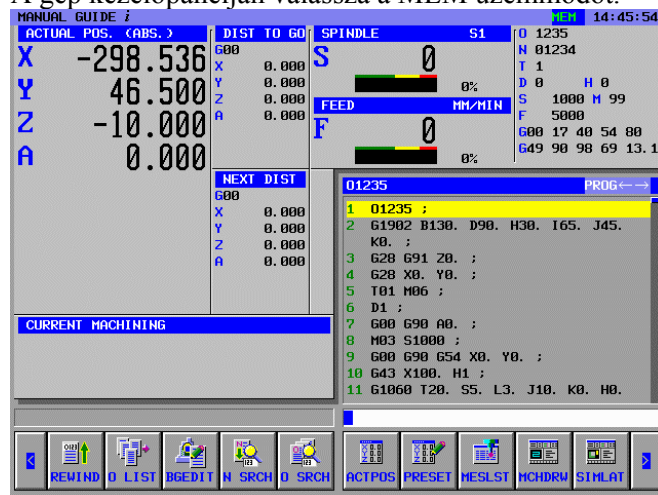 A gép kezelőpaneljan válassza a MEM üzemmódot.
MANUAL GUIDE i MEM 14:45:54
ACTUAL POS. (ABS.)
X -298.536
Y 46.500
Z -10.000
A 0.000
DIST TO GO
G00
X 0.000
Y 0.000
Z 0.000
A 0.000
SPINDLE S1
S 0
0%
FEED MM/MIN
F 0
0%
O 1235
N 01234
T 1
D 0 H 0
S 1000 M 99
F 5000
G00 17 40 54 80
G49 90 98 69 13.1
NEXT DIST
G00
X 0.000
Y 0.000
Z 0.000
A 0.000
CURRENT MACHINING
O1235 PROG←→
1 O1235 ;
2 G1902 B130. D90. H30. I65. J45.
K0. ;
3 G28 G91 Z0. ;
4 G28 X0. Y0. ;
5 T01 M06 ;
6 D1 ;
7 G00 G90 A0. ;
8 M03 S1000 ;
9 G00 G90 G54 X0. Y0. ;
10 G43 X100. H1 ;
11 G1060 T20. S5. L3. J10. K0. H0.
< REWIND O LIST BGEDIT N SRCH O SRCH ACTPOS PRESET MESLST MCHDRW SIMLAT >